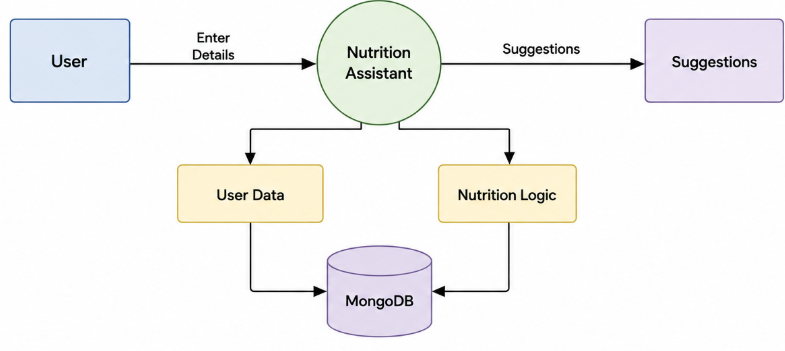 User
Enter
Details
Nutrition
Assistant
Suggestions
Suggestions
User Data
Nutrition Logic
MongoDB